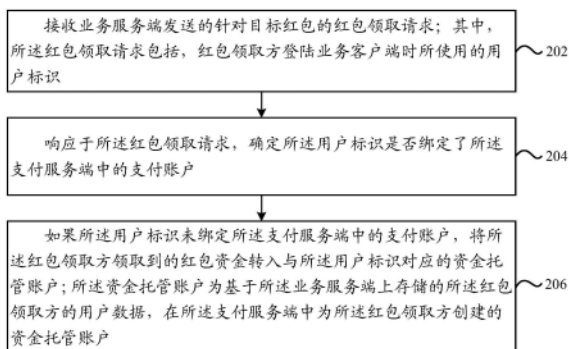 接收业务服务端发送的针对目标红包的红包领取请求；其中，
所述红包领取请求包括，红包领取方登陆业务客户端时所使用的用
户标识
202
响应于所述红包领取请求，确定所述用户标识是否绑定了所述
支付服务端中的支付账户
204
如果所述用户标识未绑定所述支付服务端中的支付账户，将所
述红包领取方领取到的红包资金转入与所述用户标识对应的资金托
管账户；所述资金托管账户为基于所述业务服务端上存储的所述红包
领取方的用户数据，在所述支付服务端中为所述红包领取方创建的
资金托管账户
206